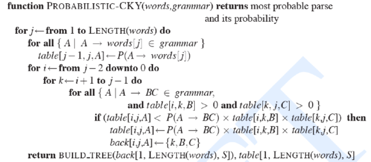 function PROBABILISTIC-CKY(words,grammar) returns most probable parse
and its probability
for j←from 1 to LENGTH(words) do
for all { A | A → words[j] ∈ grammar }
table[j−1,j,A]←P(A → words[j])
for i←from j−2 downto 0 do
for k←i+1 to j−1 do
for all { A | A → BC ∈ grammar,
and table[i,k,B] > 0 and table[k,j,C] > 0 }
if (table[i,j,A] < P(A → BC) × table[i,k,B] × table[k,j,C]) then
table[i,j,A]←P(A → BC) × table[i,k,B] × table[k,j,C]
back[i,j,A]←{k,B,C}
return BUILD_TREE(back[1, LENGTH(words), S]), table[1, LENGTH(words), S]